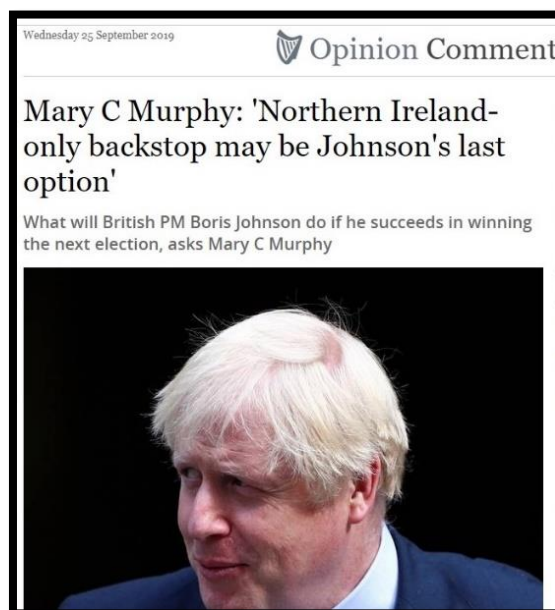 Wednesday 25 September 2019
Opinion Comment
Mary C Murphy: 'Northern Ireland-
only backstop may be Johnson's last
option'
What will British PM Boris Johnson do if he succeeds in winning
the next election, asks Mary C Murphy